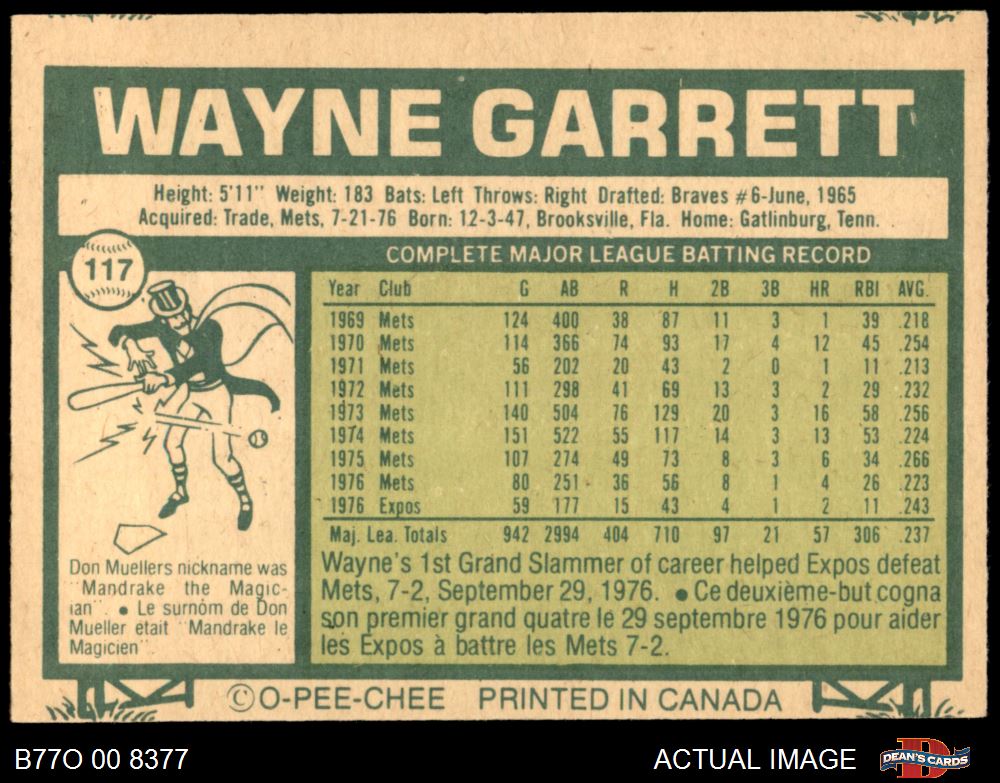 WAYNE GARRETT
Height: 5'11" Weight: 183 Bats: Left Throws: Right Drafted: Braves #6-June, 1965
Acquired: Trade, Mets, 7-21-76 Born: 12-3-47, Brooksville, Fla. Home: Gatlinburg, Tenn.
117
COMPLETE MAJOR LEAGUE BATTING RECORD
Year Club G AB R H 2B 3B HR RBI AVG.
1969 Mets 124 400 38 87 11 3 1 39 .218
1970 Mets 114 366 74 93 17 4 12 45 .254
1971 Mets 56 202 20 43 2 0 1 11 .213
1972 Mets 111 298 41 69 13 3 2 29 .232
1973 Mets 140 504 76 129 20 3 16 58 .256
1974 Mets 151 522 55 117 14 3 13 53 .224
1975 Mets 107 274 49 73 8 3 6 34 .266
1976 Mets 80 251 36 56 8 1 4 26 .223
1976 Expos 59 177 15 43 4 1 2 11 .243
Maj. Lea. Totals 942 2994 404 710 97 21 57 306 .237
Don Muellers nickname was
"Mandrake the Magic-
ian". • Le surnóm de Don
Mueller etait "Mandrake le
Magicien"
Wayne's 1st Grand Slammer of career helped Expos defeat
Mets, 7-2, September 29, 1976. • Ce deuxième-but cogna
son premier grand quatre le 29 septembre 1976 pour aider
les Expos à battre les Mets 7-2.
©O-PEE-CHEE PRINTED IN CANADA
B77O 00 8377
ACTUAL IMAGE
DEAN'S CARDS